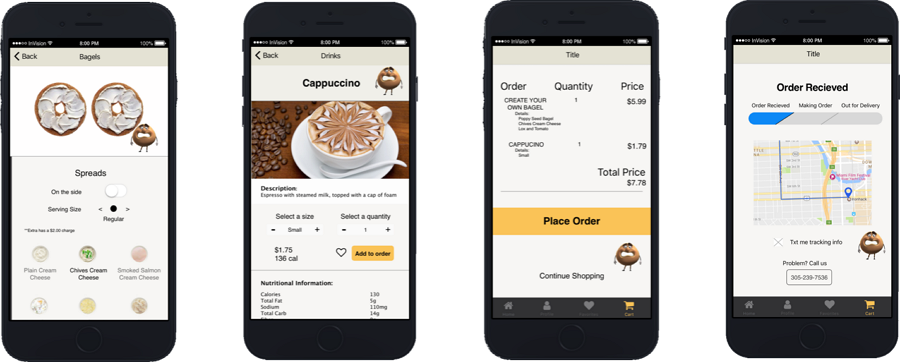 ●●●●○ InVision
8:00 PM
100%
Back
Bagels
Spreads
On the side
Serving Size
<
>
Regular
**Extra has a $2.00 charge
Plain Cream
Cheese
Chives Cream
Cheese
Smoked Salmon
Cream Cheese
●●●●○ InVision
8:00 PM
100%
Back
Drinks
Cappuccino
Description:
Espresso with steamed milk, topped with a cap of foam
Select a size
Select a quantity
- Small +
- 1 +
$1.75
136 cal
Add to order
Nutritional Information:
Calories 130
Total Fat 5g
Sodium 110mg
Total Carb 14g
●●●●○ InVision
8:00 PM
100%
Title
Order Quantity Price
CREATE YOUR 1 $5.99
OWN BAGEL
Details:
Poppy Seed Bagel
Chives Cream Cheese
Lox and Tomato
CAPPUCINO 1 $1.79
Details:
Small
Total Price
$7.78
Place Order
Continue Shopping
Home
Profile
Favorites
Cart
●●●●○ InVision
8:00 PM
100%
Title
Order Recieved
Order Recieved
Making Order
Out for Delivery
Txt me tracking info
Problem? Call us
305-239-7536
Home
Profile
Favorites
Cart